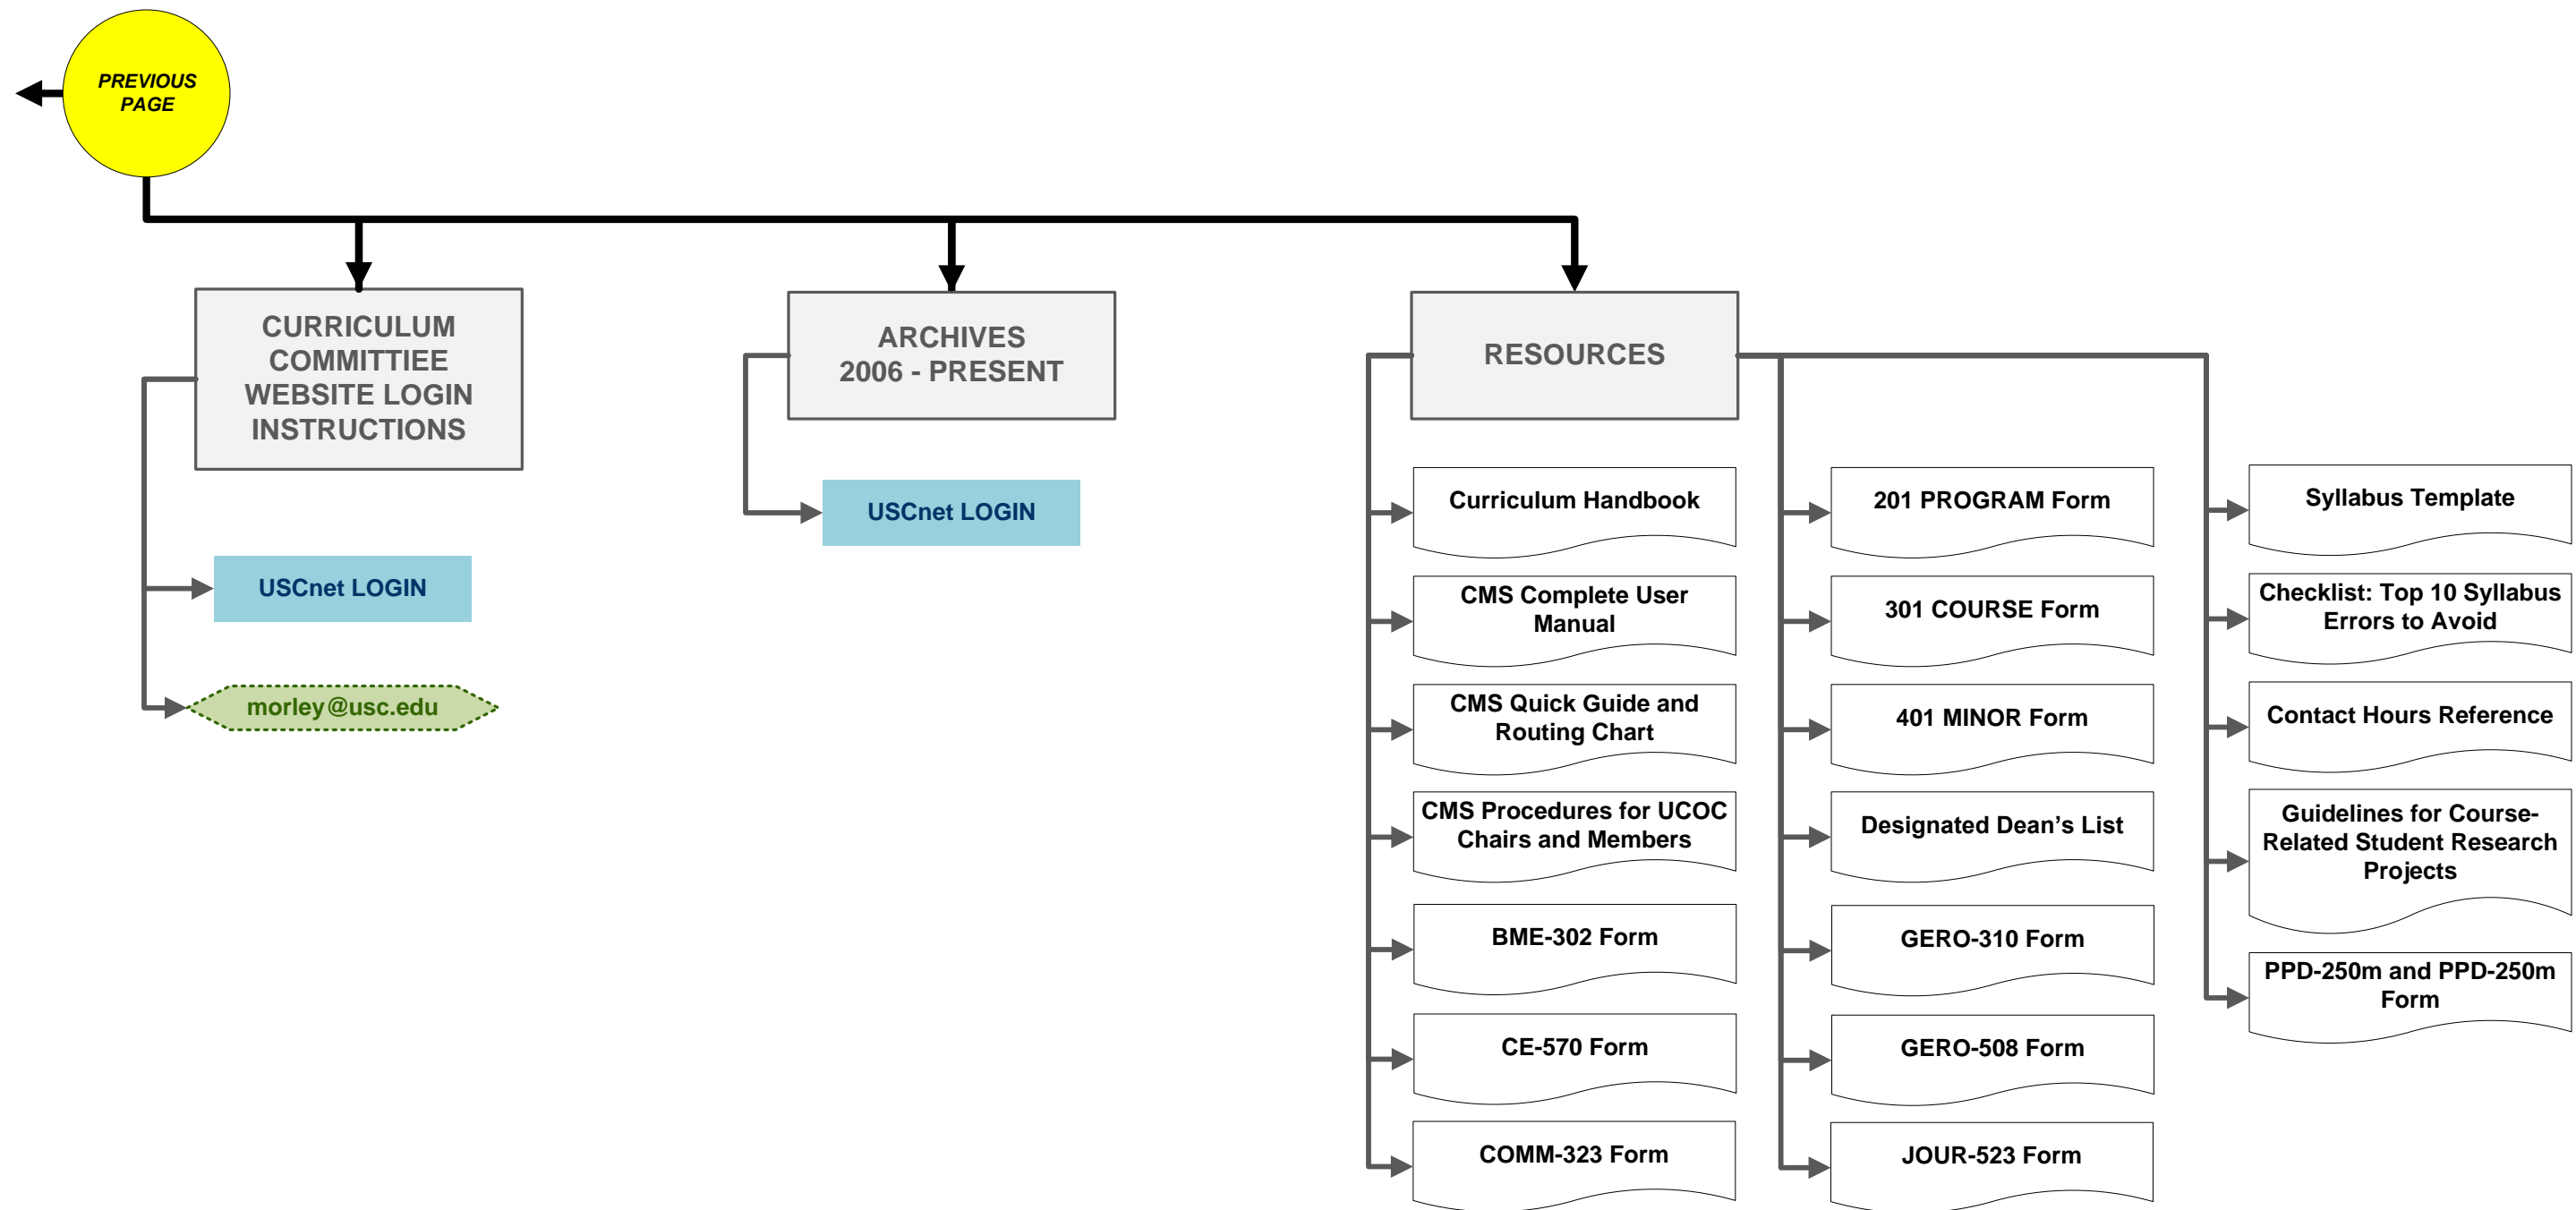 PREVIOUS
PAGE
CURRICULUM
COMMITTIEE
WEBSITE LOGIN
INSTRUCTIONS
USCnet LOGIN
morley@usc.edu
ARCHIVES
2006 - PRESENT
USCnet LOGIN
RESOURCES
Curriculum Handbook
CMS Complete User
Manual
CMS Quick Guide and
Routing Chart
CMS Procedures for UCOC
Chairs and Members
BME-302 Form
CE-570 Form
COMM-323 Form
201 PROGRAM Form
301 COURSE Form
401 MINOR Form
Designated Dean’s List
GERO-310 Form
GERO-508 Form
JOUR-523 Form
Syllabus Template
Checklist: Top 10 Syllabus
Errors to Avoid
Contact Hours Reference
Guidelines for Course-
Related Student Research
Projects
PPD-250m and PPD-250m
Form